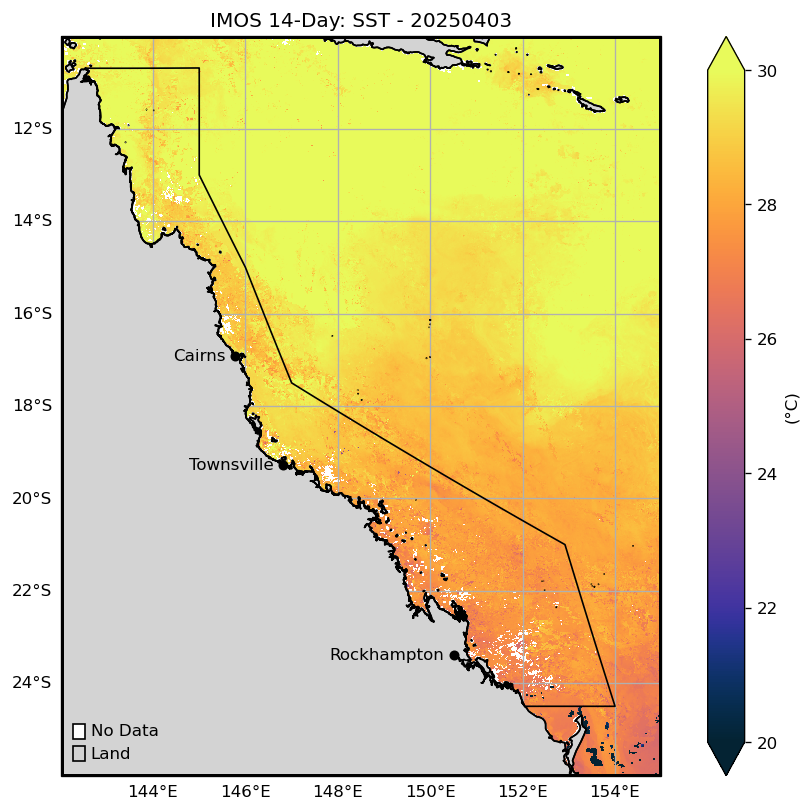 IMOS 14-Day: SST - 20250403
30
12°S
28
14°S
16°S
26
Cairns
18°S
(°C)
Townsville
24
20°S
22°S
22
Rockhampton
24°S
No Data
20
Land
144°E 146°E 148°E 150°E 152°E 154°E